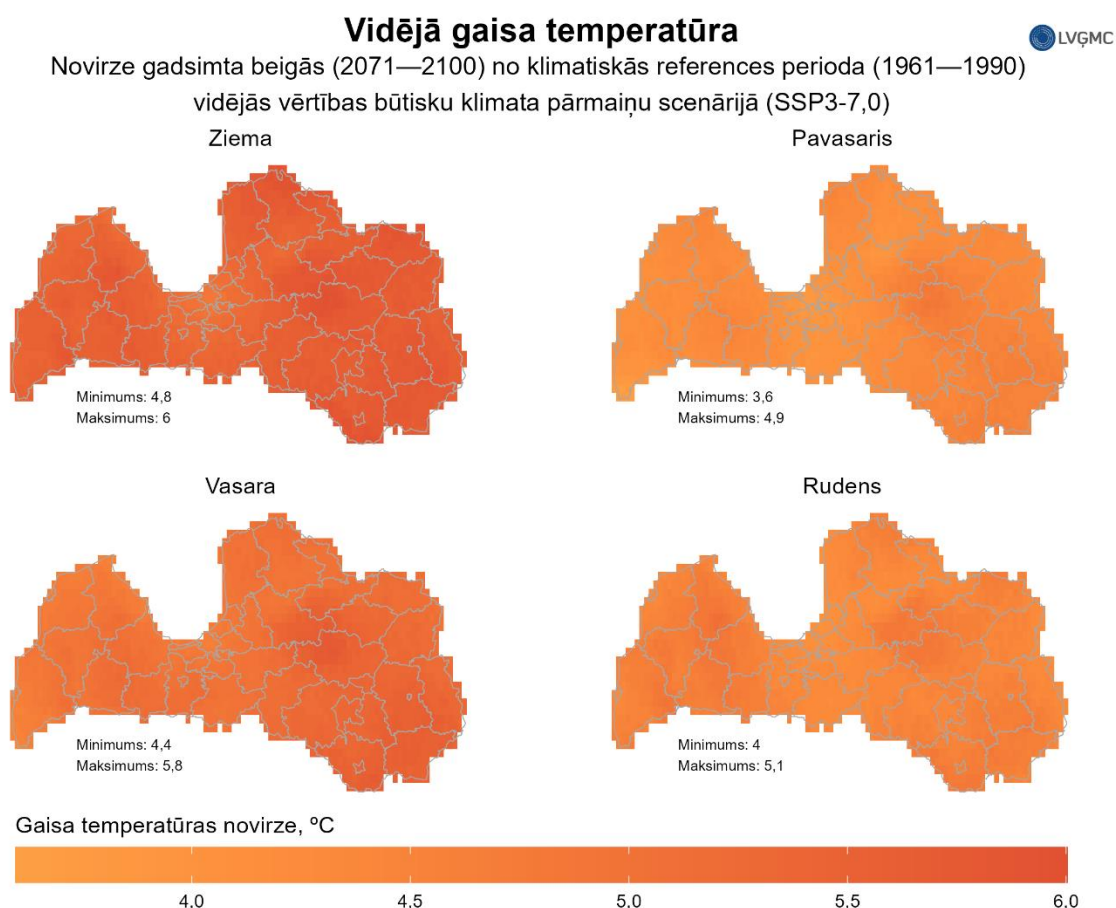 Vidējā gaisa temperatūra
LVĢMC
Novirze gadsimta beigās (2071—2100) no klimatiskās references perioda (1961—1990)
vidējās vērtības būtisku klimata pārmaiņu scenārijā (SSP3-7,0)
Ziema
Pavasaris
Minimums: 4,8
Maksimums: 6
Minimums: 3,6
Maksimums: 4,9
Vasara
Rudens
Minimums: 4,4
Maksimums: 5,8
Minimums: 4
Maksimums: 5,1
Gaisa temperatūras novirze, ºC
4.0 4.5 5.0 5.5 6.0